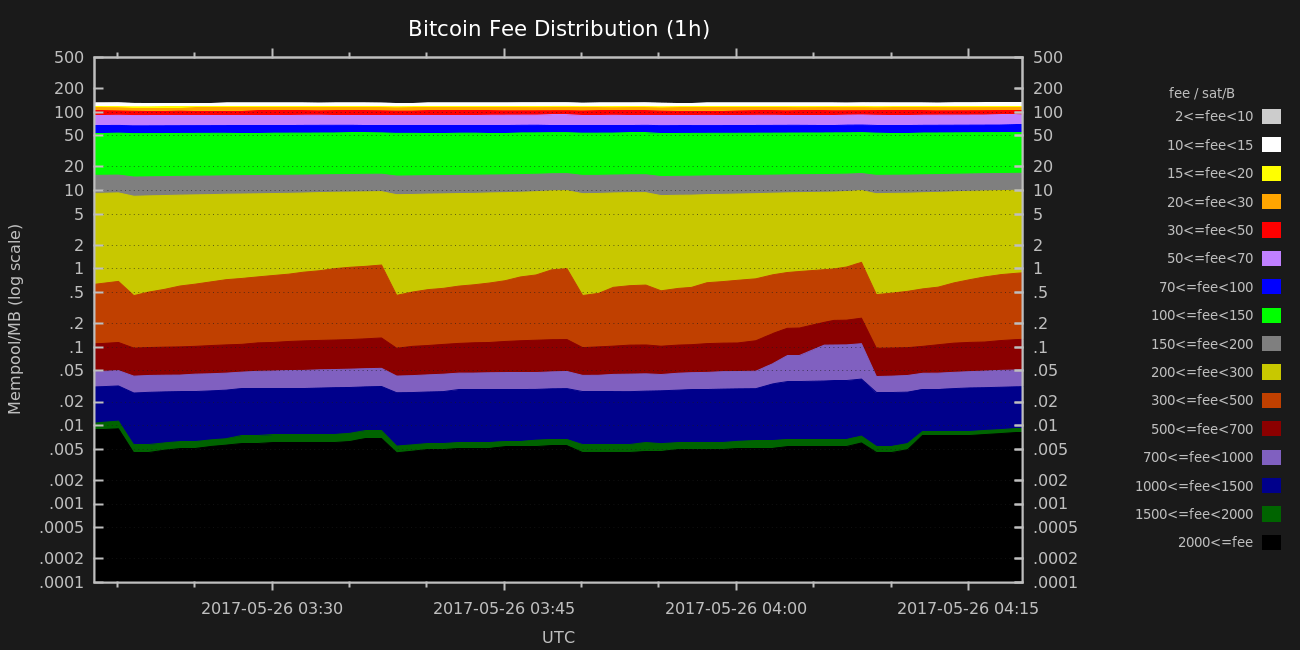 Bitcoin Fee Distribution (1h)
500
200
100
50
20
10
5
2
1
.5
.2
.1
.05
.02
.01
.005
.002
.001
.0005
.0002
.0001
Mempool/MB (log scale)
500
200
100
50
20
10
5
2
1
.5
.2
.1
.05
.02
.01
.005
.002
.001
.0005
.0002
.0001
2017-05-26 03:30 2017-05-26 03:45 2017-05-26 04:00 2017-05-26 04:15
UTC
fee / sat/B
2<=fee<10
10<=fee<15
15<=fee<20
20<=fee<30
30<=fee<50
50<=fee<70
70<=fee<100
100<=fee<150
150<=fee<200
200<=fee<300
300<=fee<500
500<=fee<700
700<=fee<1000
1000<=fee<1500
1500<=fee<2000
2000<=fee